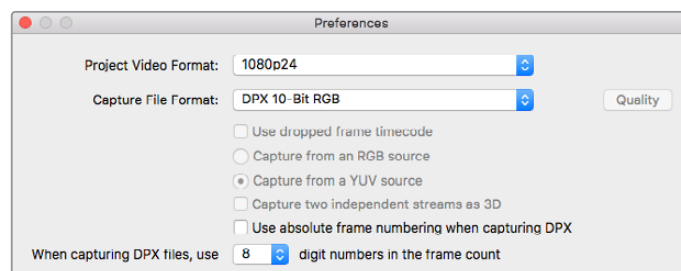 Preferences
Project Video Format: 1080p24
Capture File Format: DPX 10-Bit RGB Quality
Use dropped frame timecode
Capture from an RGB source
Capture from a YUV source
Capture two independent streams as 3D
Use absolute frame numbering when capturing DPX
When capturing DPX files, use 8 digit numbers in the frame count